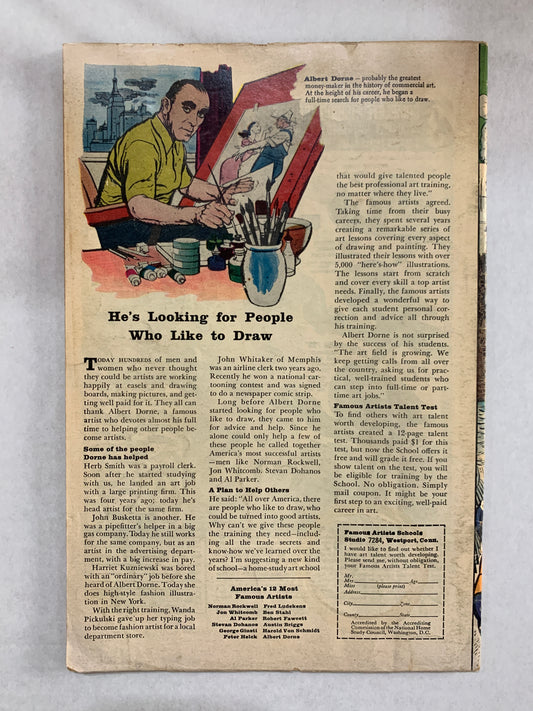 Albert Dorne — probably the greatest
money-maker in the history of commercial art.
At the height of his career, he began a
full-time search for people who like to draw.
He's Looking for People
Who Like to Draw
TODAY HUNDREDS of men and
women who never thought
they could be artists are working
happily at easels and drawing
boards, making pictures, and get-
ting well paid for it. They all can
thank Albert Dorne, a famous
artist who devotes almost his full
time to helping other people be-
come artists.
Some of the people
Dorne has helped
Herb Smith was a payroll clerk.
Soon after he started studying
with us, he landed an art job
with a large printing firm. This
was four years ago; today he's
head artist for the same firm.
John Busketta is another. He
was a pipefitter's helper in a big
gas company. Today he still works
for the same company, but as an
artist in the advertising depart-
ment, with a big increase in pay.
Harriet Kuzniewski was bored
with an "ordinary" job before she
heard of Albert Dorne. Today she
does high-style fashion illustra-
tion in New York.
With the right training, Wanda
Pickulski gave up her typing job
to become fashion artist for a local
department store.
John Whitaker of Memphis
was an airline clerk two years ago.
Recently he won a national car-
tooning contest and was signed
to do a newspaper comic strip.
Long before Albert Dorne
started looking for people who
like to draw, they came to him
for advice and help. Since he
alone could help only a few of
these people he called together
America's most successful artists
—men like Norman Rockwell,
Jon Whitcomb, Stevan Dohanos
and Al Parker.
A Plan to Help Others
He said: "All over America, there
are people who like to draw, who
could be turned into good artists.
Why can't we give these people
the training they need—includ-
ing all the trade secrets and
know-how we've learned over the
years? I'm suggesting a new kind
of school—a home-study art school
America's 12 Most
Famous Artists
Norman Rockwell Fred Ludekens
Jon Whitcomb Ben Stahl
Al Parker Robert Fawcett
Stevan Dohanos Austin Briggs
George Giusti Harold Von Schmidt
Peter Helck Albert Dorne
that would give talented people
the best professional art training,
no matter where they live."
The famous artists agreed.
Taking time from their busy
careers, they spent several years
creating a remarkable series of
art lessons covering every aspect
of drawing and painting. They
illustrated their lessons with over
5,000 "here's-how" illustrations.
The lessons start from scratch
and cover every skill a top artist
needs. Finally, the famous artists
developed a wonderful way to
give each student personal cor-
rection and advice all through
his training.
Albert Dorne is not surprised
by the success of his students.
"The art field is growing. We
keep getting calls from all over
the country, asking us for prac-
tical, well-trained students who
can step into full-time or part-
time art jobs."
Famous Artists Talent Test
To find others with art talent
worth developing, the famous
artists created a 12-page talent
test. Thousands paid $1 for this
test, but now the School offers it
free and will grade it free. If you
show talent on the test, you will
be eligible for training by the
School. No obligation. Simply
mail coupon. It might be your
first step to an exciting, well-paid
career in art.
Famous Artists Schools
Studio 7284, Westport, Conn.
I would like to find out whether I
have art talent worth developing.
Please send me, without obligation,
your Famous Artists Talent Test.
Mr.
Mrs. Age
Miss (please print)
Address
City Zone
County State
Accredited by the Accrediting
Commission of the National Home
Study Council, Washington, D.C.